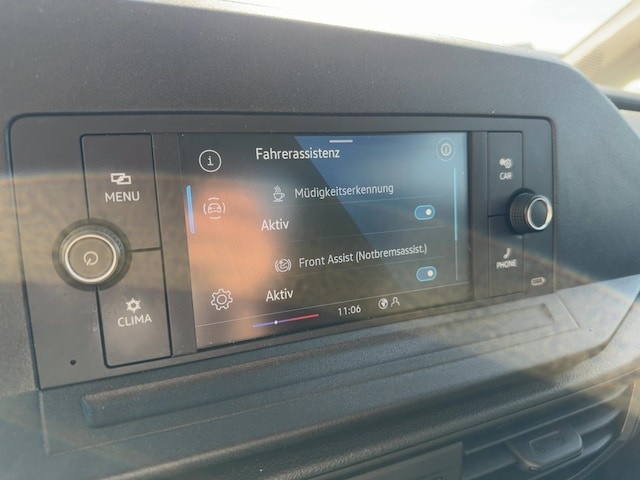 MENU
CLIMA
Fahrerassistenz
Müdigkeitserkennung
Aktiv
Front Assist (Notbremsassist.)
Aktiv
11:06
CAR
PHONE